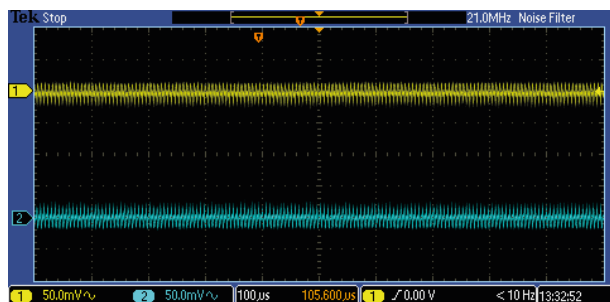 Tek Stop 21.0MHz Noise Filter
T
T
1
2
1 50.0mV∿ 2 50.0mV∿ 100µs 105.600µs 1 ∫ 0.00 V < 10 Hz 13:32:52